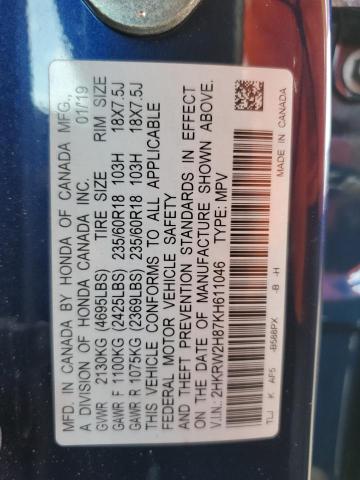 MFD. IN CANADA BY HONDA OF CANADA MFG.,
A DIVISION OF HONDA CANADA INC. 01/19
GVWR 2130KG (4695LBS) TIRE SIZE RIM SIZE
GAWR F 1100KG (2425LBS) 235/60R18 103H 18X7.5J
GAWR R 1075KG (2369LBS) 235/60R18 103H 18X7.5J
THIS VEHICLE CONFORMS TO ALL APPLICABLE
FEDERAL MOTOR VEHICLE SAFETY
AND THEFT PREVENTION STANDARDS IN EFFECT
ON THE DATE OF MANUFACTURE SHOWN ABOVE.
V.I.N.: 2HKRW2H87KH611046 TYPE: MPV
TLJ K AF5 -B588PX -B -H MADE IN CANADA